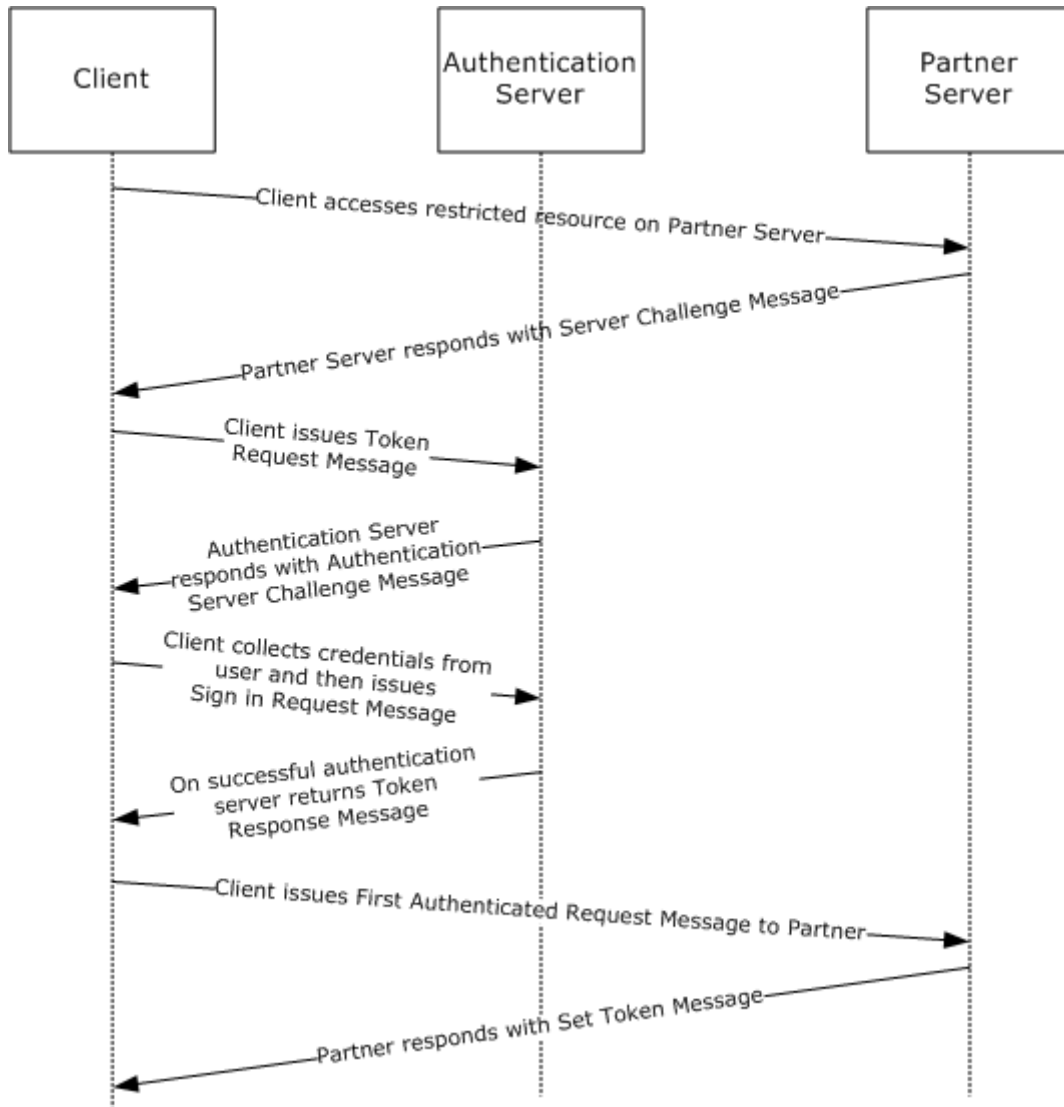 Client
Authentication
Server
Partner
Server
Client accesses restricted resource on Partner Server
Partner Server responds with Server Challenge Message
Client issues Token
Request Message
Authentication Server
responds with Authentication
Server Challenge Message
Client collects credentials from
user and then issues
Sign in Request Message
On successful authentication
server returns Token
Response Message
Client issues First Authenticated Request Message to Partner
Partner responds with Set Token Message